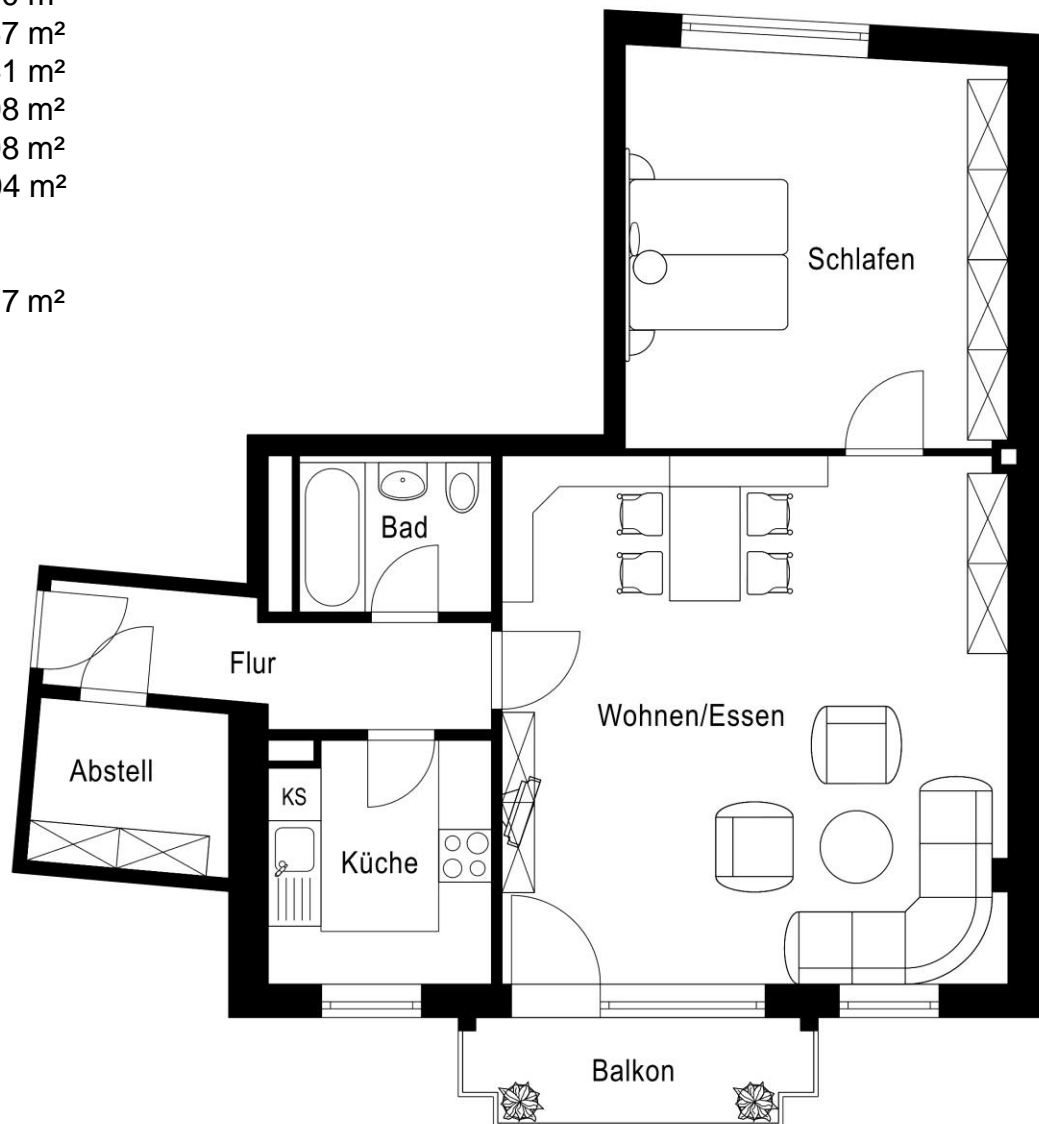 m²
7 m²
1 m²
8 m²
8 m²
4 m²
7 m²
Schlafen
Bad
Flur
Wohnen/Essen
Abstell
KS
Küche
Balkon